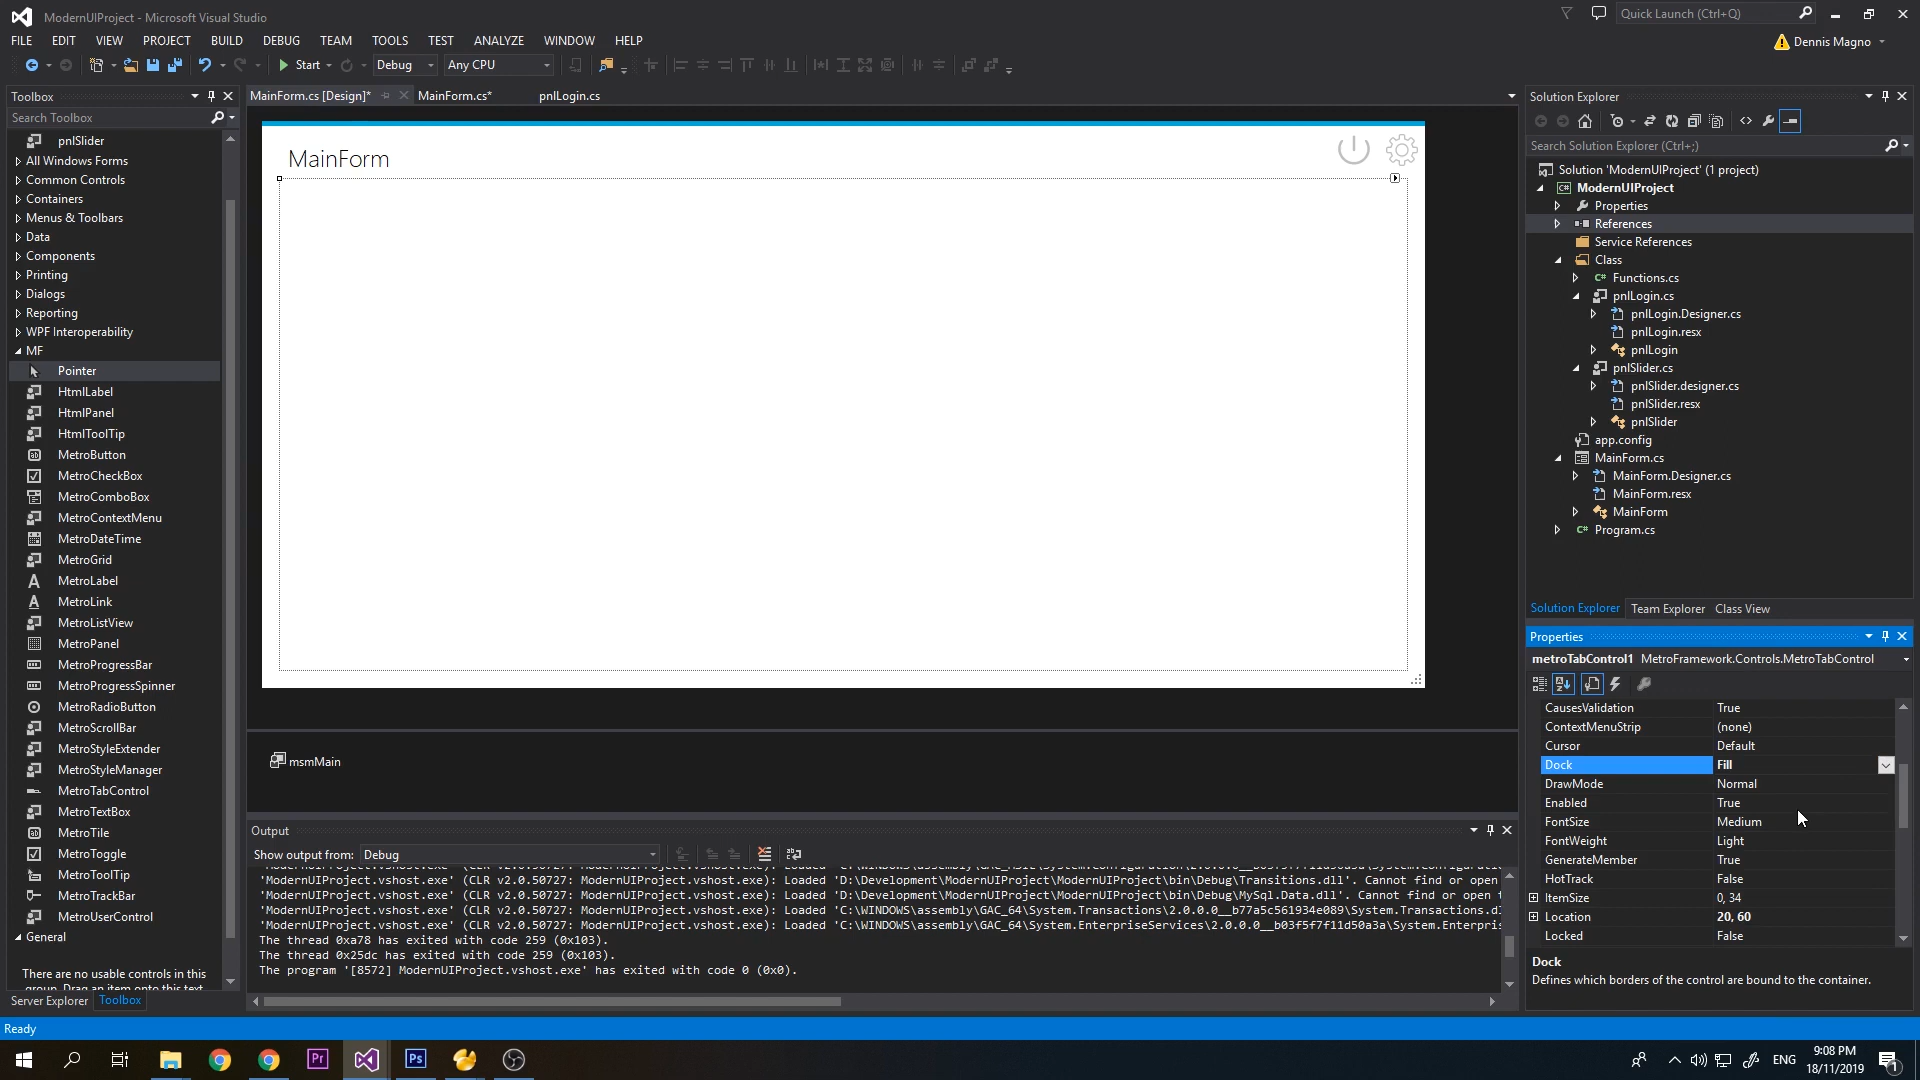 ModernUIProject - Microsoft Visual Studio
Quick Launch (Ctrl+Q)
FILE EDIT VIEW PROJECT BUILD DEBUG TEAM TOOLS TEST ANALYZE WINDOW HELP
Dennis Magno
Start Debug Any CPU
Toolbox
Search Toolbox
pnlSlider
All Windows Forms
Common Controls
Containers
Menus & Toolbars
Data
Components
Printing
Dialogs
Reporting
WPF Interoperability
MF
Pointer
HtmlLabel
HtmlPanel
HtmlToolTip
MetroButton
MetroCheckBox
MetroComboBox
MetroContextMenu
MetroDateTime
MetroGrid
MetroLabel
MetroLink
MetroListView
MetroPanel
MetroProgressBar
MetroProgressSpinner
MetroRadioButton
MetroScrollBar
MetroStyleExtender
MetroStyleManager
MetroTabControl
MetroTextBox
MetroTile
MetroToggle
MetroToolTip
MetroTrackBar
MetroUserControl
General
There are no usable controls in this
group. Drag an item onto this text
Server Explorer Toolbox
MainForm.cs [Design]* MainForm.cs* pnlLogin.cs
MainForm
msmMain
Output
Show output from: Debug
'ModernUIProject.vshost.exe' (CLR v2.0.50727: ModernUIProject.vshost.exe): Loaded 'D:\Development\ModernUIProject\ModernUIProject\bin\Debug\Transitions.dll'. Cannot find or open
'ModernUIProject.vshost.exe' (CLR v2.0.50727: ModernUIProject.vshost.exe): Loaded 'D:\Development\ModernUIProject\ModernUIProject\bin\Debug\MySql.Data.dll'. Cannot find or open
'ModernUIProject.vshost.exe' (CLR v2.0.50727: ModernUIProject.vshost.exe): Loaded 'C:\WINDOWS\assembly\GAC_64\System.Transactions\2.0.0.0__b77a5c561934e089\System.Transactions.d
'ModernUIProject.vshost.exe' (CLR v2.0.50727: ModernUIProject.vshost.exe): Loaded 'C:\WINDOWS\assembly\GAC_64\System.EnterpriseServices\2.0.0.0__b03f5f7f11d50a3a\System.Enterpris
The thread 0xa78 has exited with code 259 (0x103).
The thread 0x25dc has exited with code 259 (0x103).
The program '[8572] ModernUIProject.vshost.exe' has exited with code 0 (0x0).
Solution Explorer
Search Solution Explorer (Ctrl+;)
Solution 'ModernUIProject' (1 project)
ModernUIProject
Properties
References
Service References
Class
Functions.cs
pnlLogin.cs
pnlLogin.Designer.cs
pnlLogin.resx
pnlLogin
pnlSlider.cs
pnlSlider.designer.cs
pnlSlider.resx
pnlSlider
app.config
MainForm.cs
MainForm.Designer.cs
MainForm.resx
MainForm
Program.cs
Solution Explorer Team Explorer Class View
Properties
metroTabControl1 MetroFramework.Controls.MetroTabControl
CausesValidation True
ContextMenuStrip (none)
Cursor Default
Dock Fill
DrawMode Normal
Enabled True
FontSize Medium
FontWeight Light
GenerateMember True
HotTrack False
ItemSize 0, 34
Location 20, 60
Locked False
Dock
Defines which borders of the control are bound to the container.
Ready
Pr
Ps
ENG
9:08 PM
18/11/2019
1